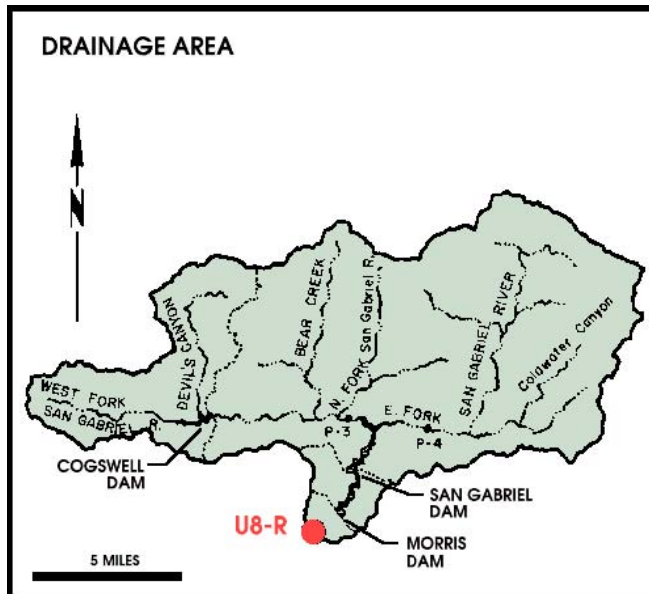 DRAINAGE AREA
N
DEVILS CANYON
BEAR CREEK
N. FORK San Gabriel R.
SAN GABRIEL RIVER
Coldwater Canyon
WEST FORK
SAN GABRIEL R.
E. FORK
P-3
P-4
COGSWELL
DAM
SAN GABRIEL
DAM
U8-R
MORRIS
DAM
5 MILES